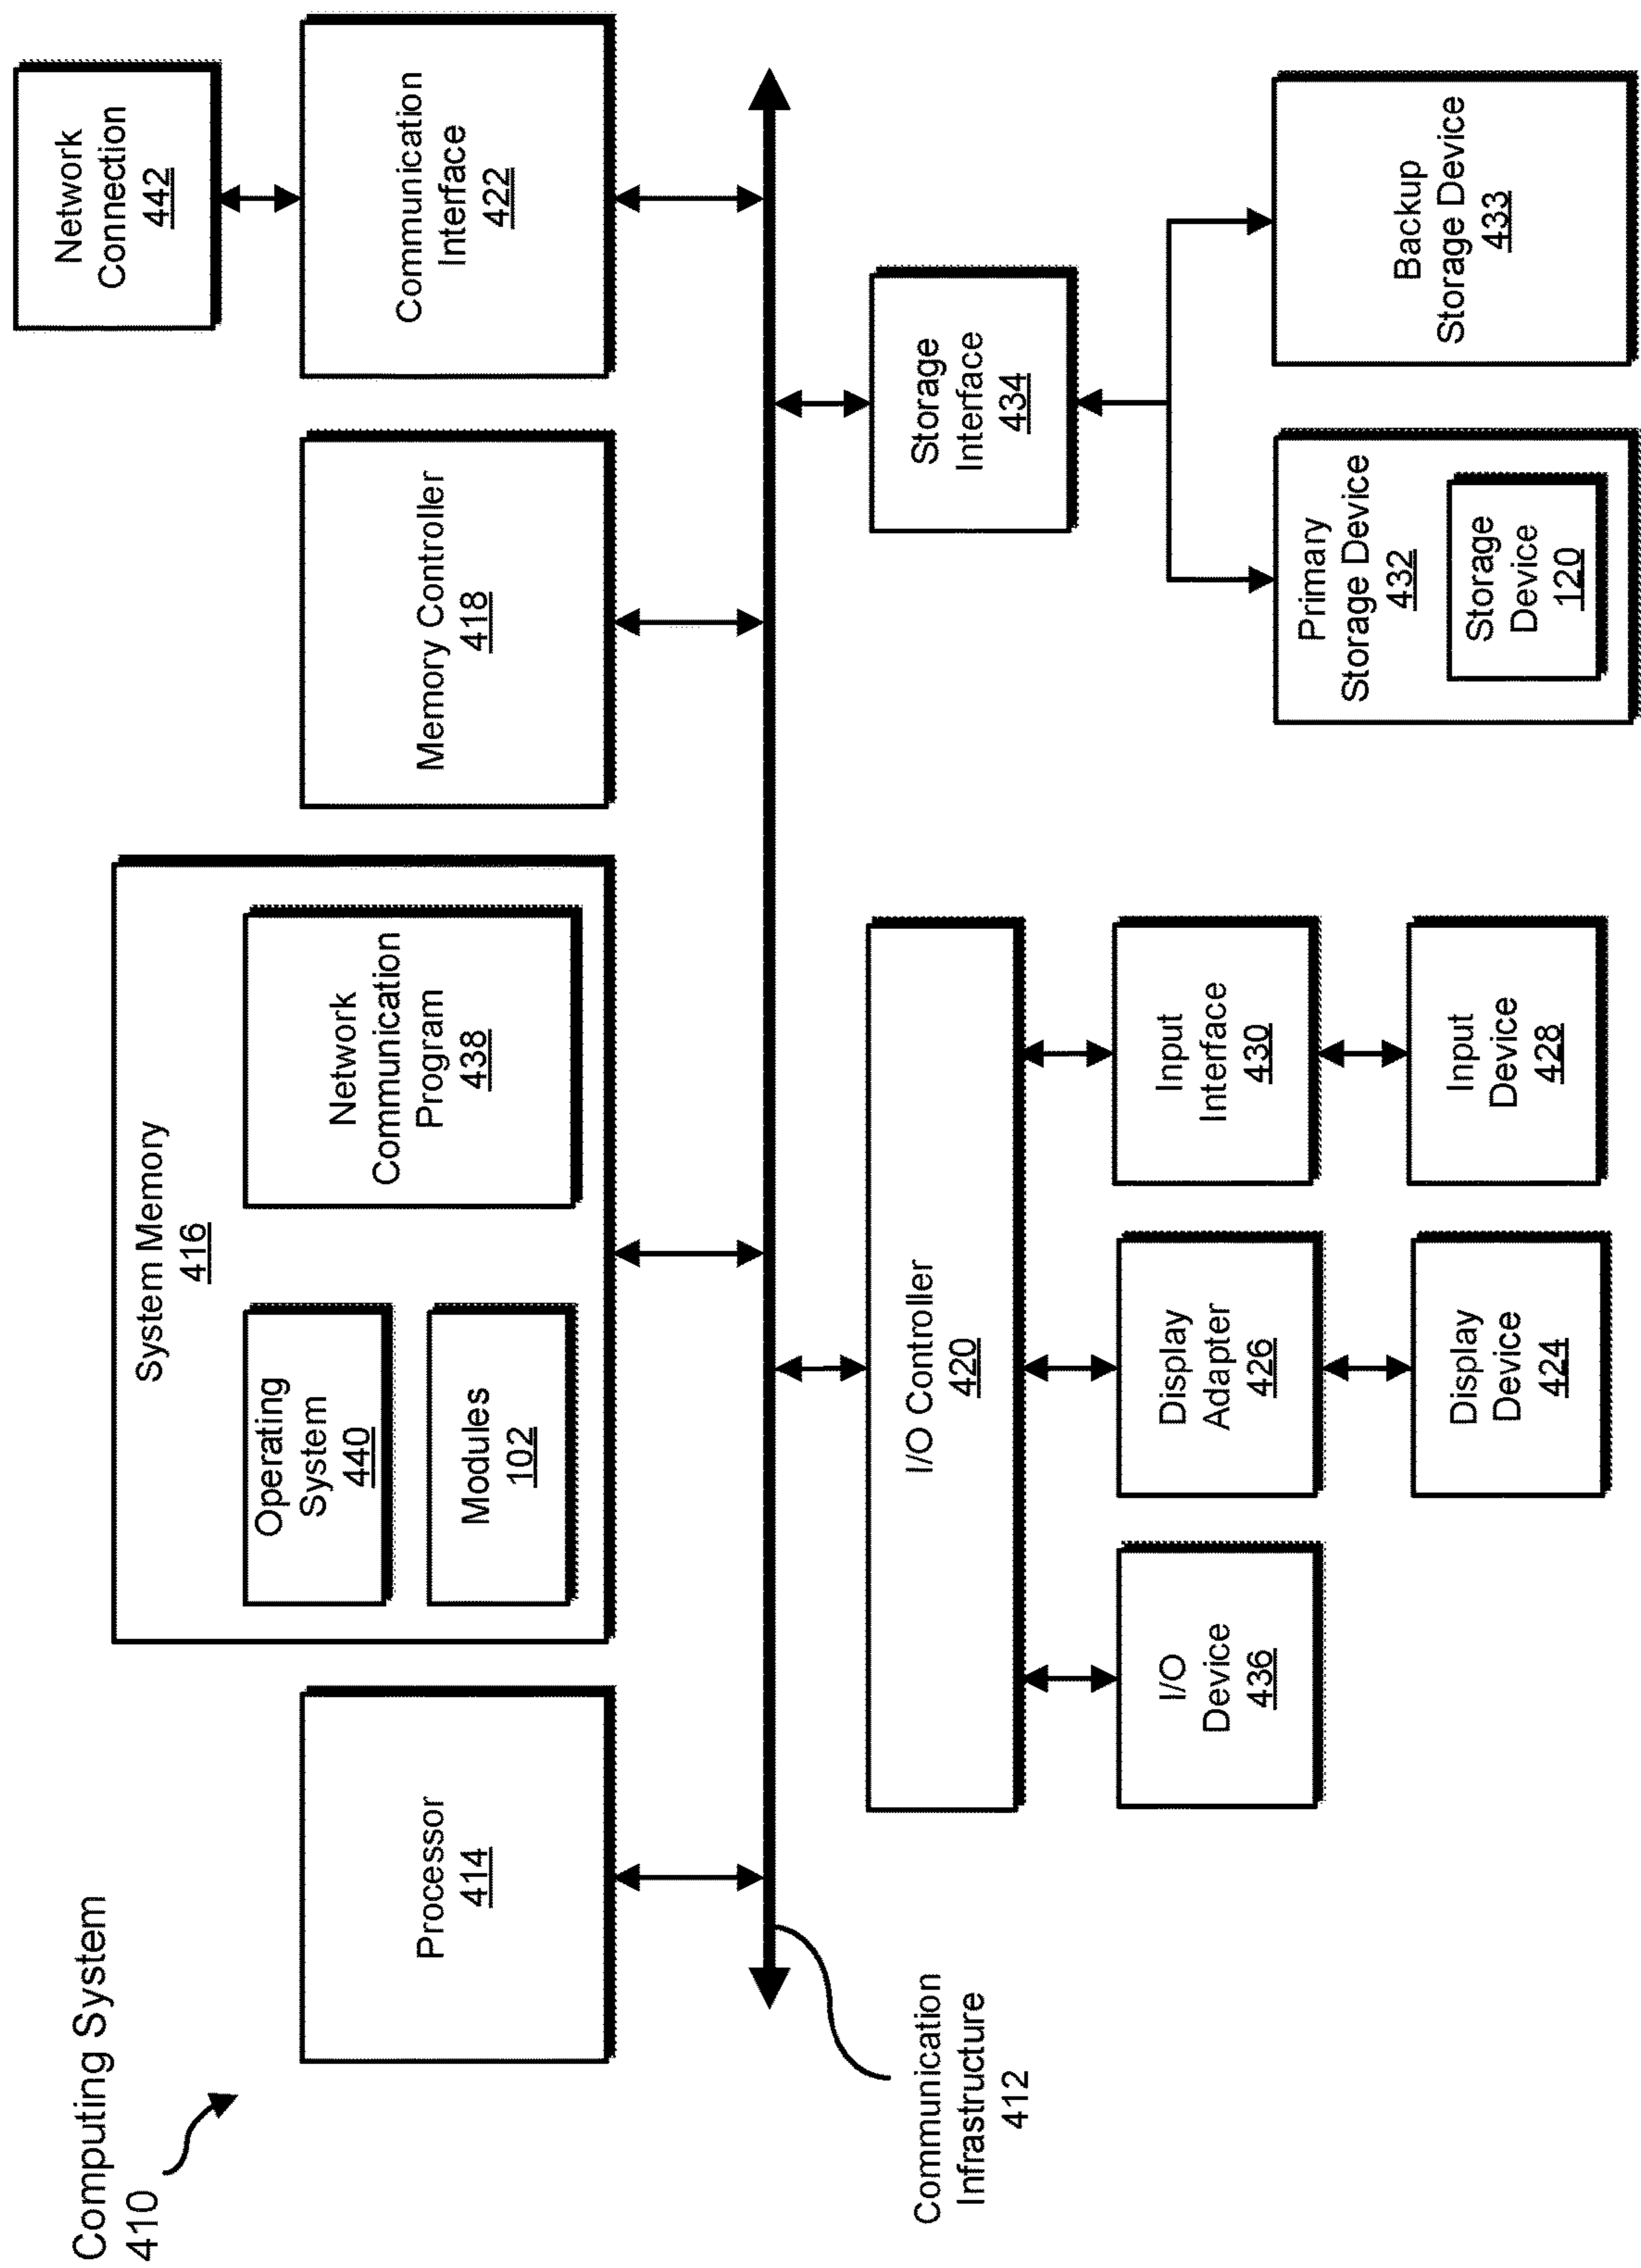 Computing System
410
Processor
414
System Memory
416
Operating
System
440
Modules
102
Network
Communication
Program
438
Memory Controller
418
Network
Connection
442
Communication
Interface
422
Communication
Infrastructure
412
I/O Controller
420
I/O
Device
436
Display
Adapter
426
Display
Device
424
Input
Interface
430
Input
Device
428
Storage
Interface
434
Primary
Storage Device
432
Storage
Device
120
Backup
Storage Device
433